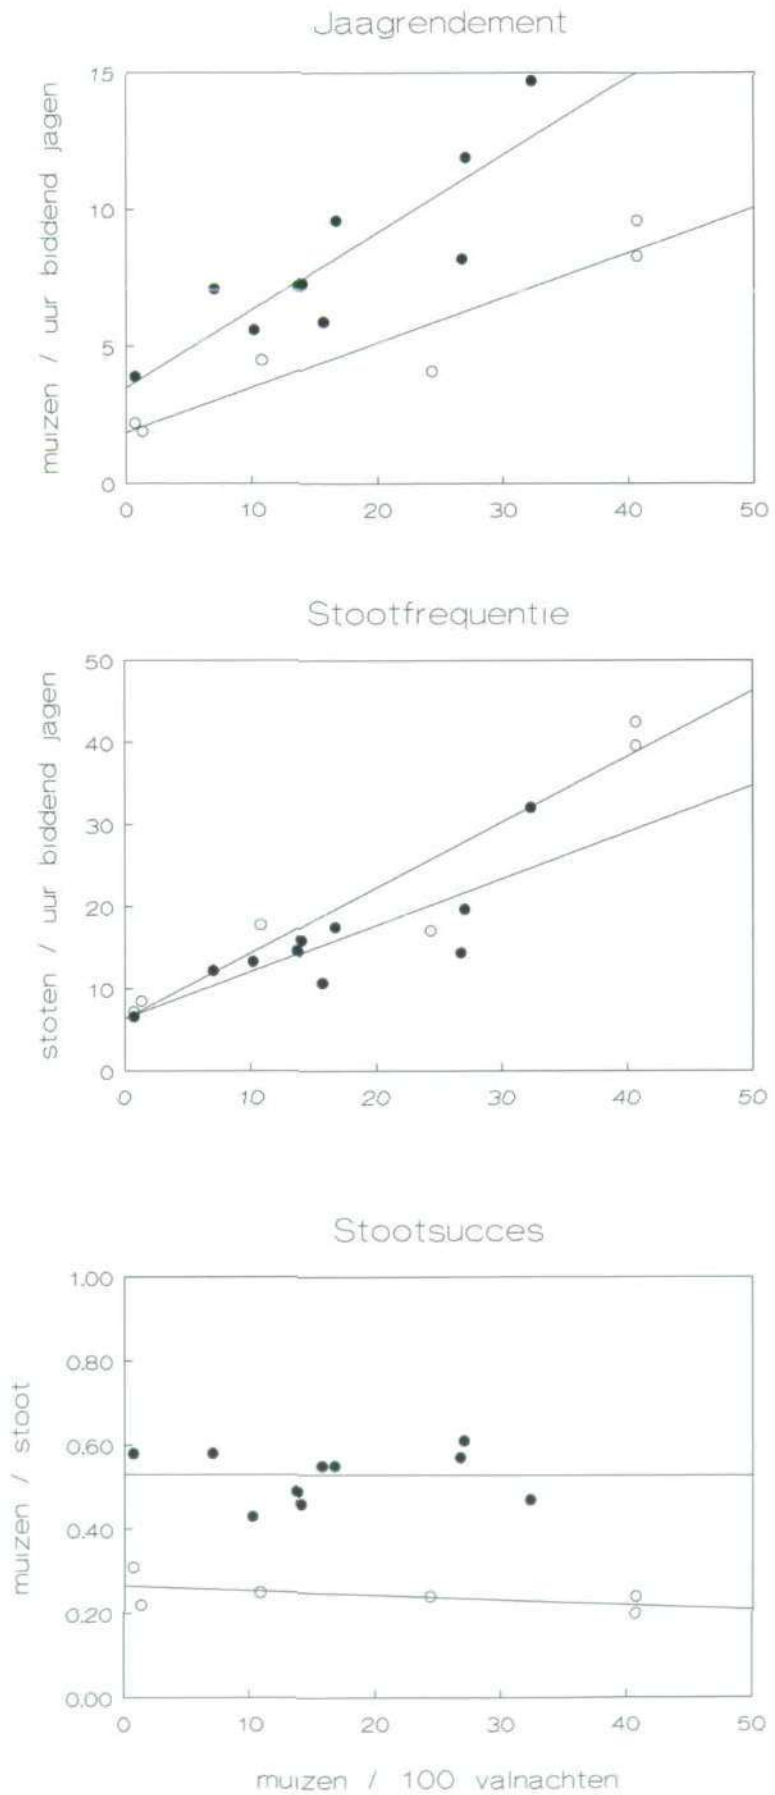 Jaagrendement
muizen / uur biddend jagen
15
10
5
0
0 10 20 30 40 50
Stootfrequentie
stoten / uur biddend jagen
50
40
30
20
10
0
0 10 20 30 40 50
Stootsucces
muizen / stoot
1.00
0.80
0.60
0.40
0.20
0.00
0 10 20 30 40 50
muizen / 100 valnachten